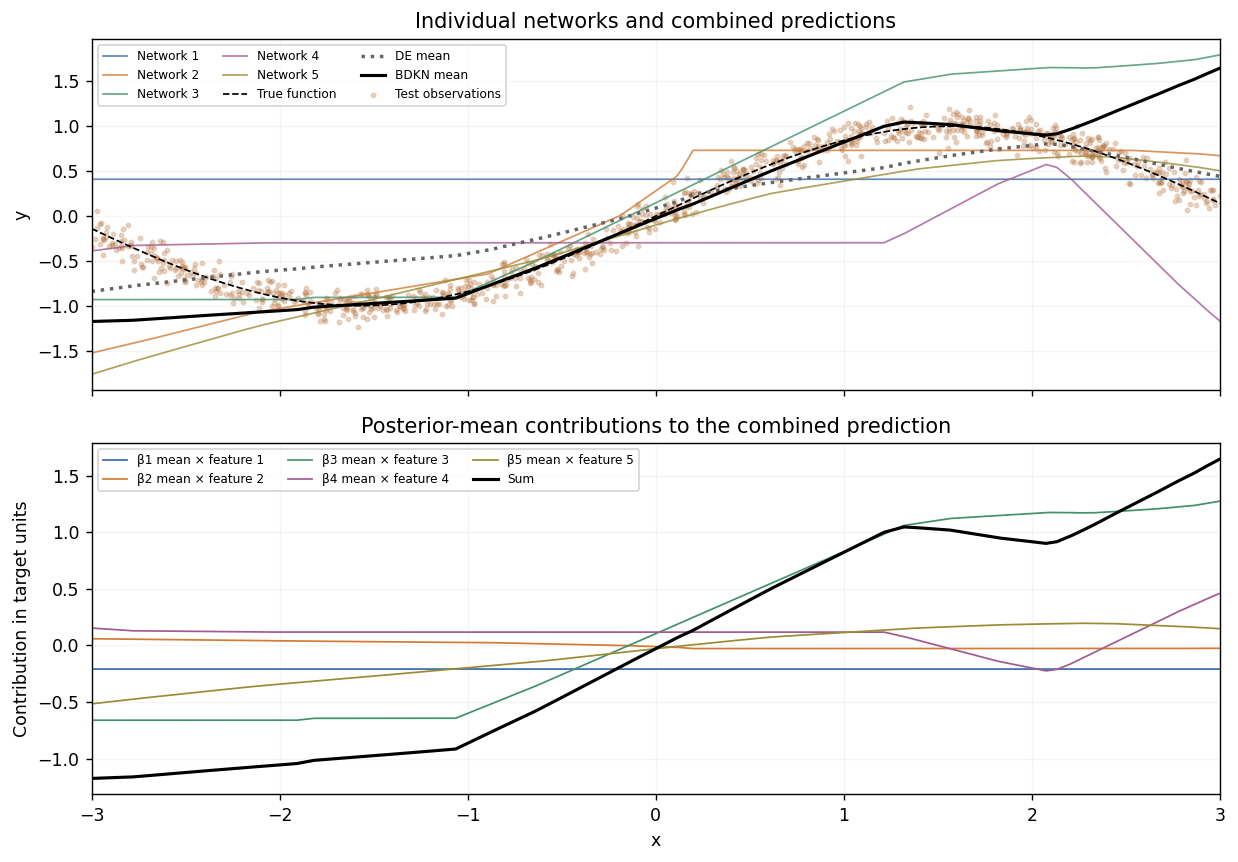 Individual networks and combined predictions
Network 1 Network 4 DE mean
Network 2 Network 5 BDKN mean
Network 3 True function Test observations
1.5
1.0
0.5
0.0
−0.5
−1.0
−1.5
y
Posterior-mean contributions to the combined prediction
β1 mean × feature 1 β3 mean × feature 3 β5 mean × feature 5
β2 mean × feature 2 β4 mean × feature 4 Sum
1.5
1.0
0.5
0.0
−0.5
−1.0
Contribution in target units
−3 −2 −1 0 1 2 3
x